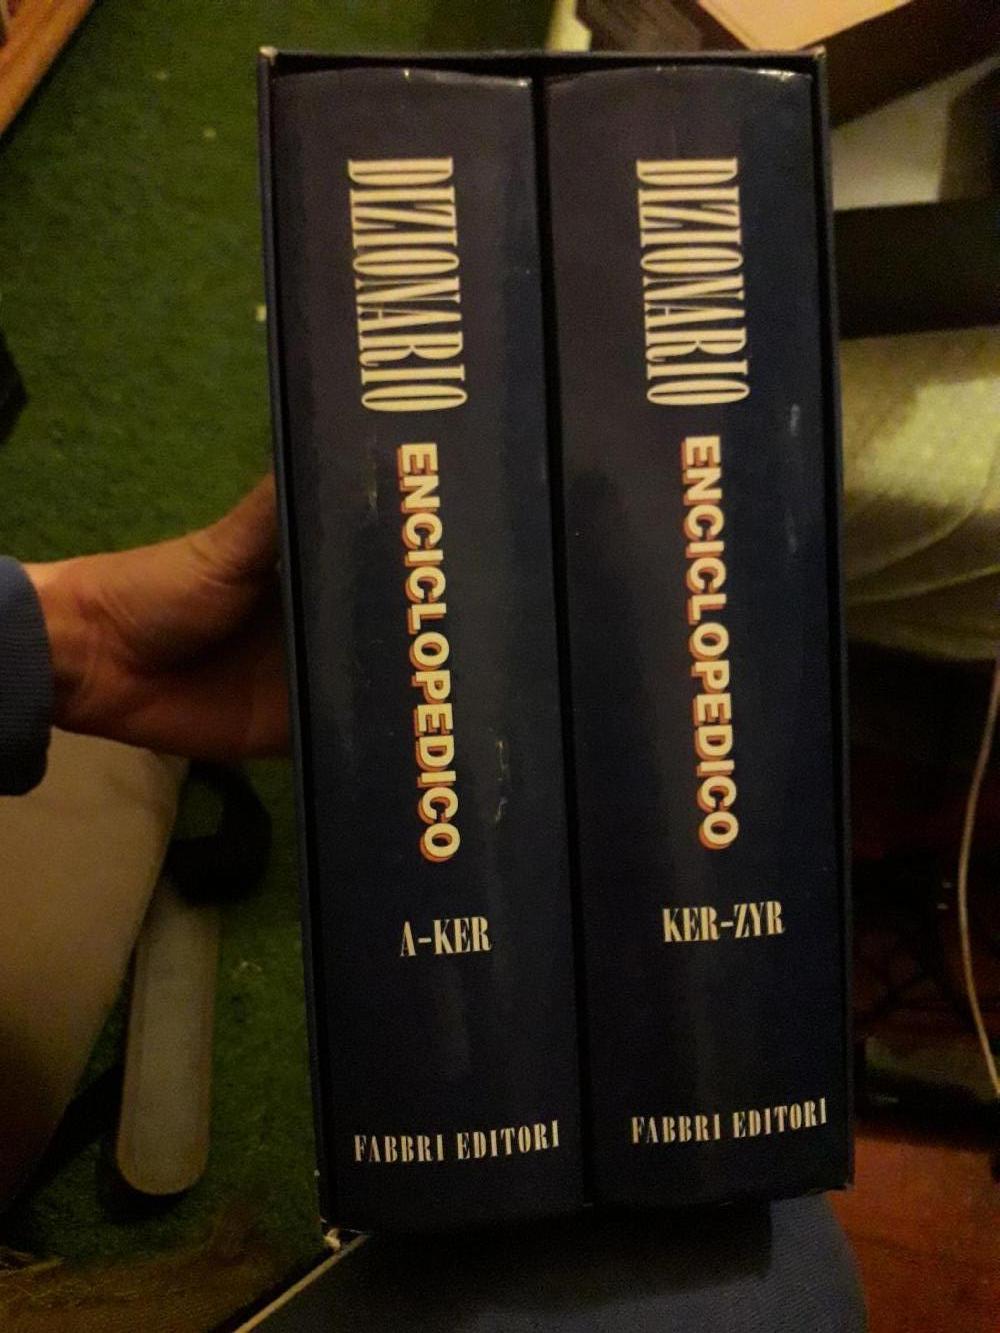 DIZIONARIO
ENCICLOPEDICO
A-KER
FABBRI EDITORI
DIZIONARIO
ENCICLOPEDICO
KER-ZYR
FABBRI EDITORI